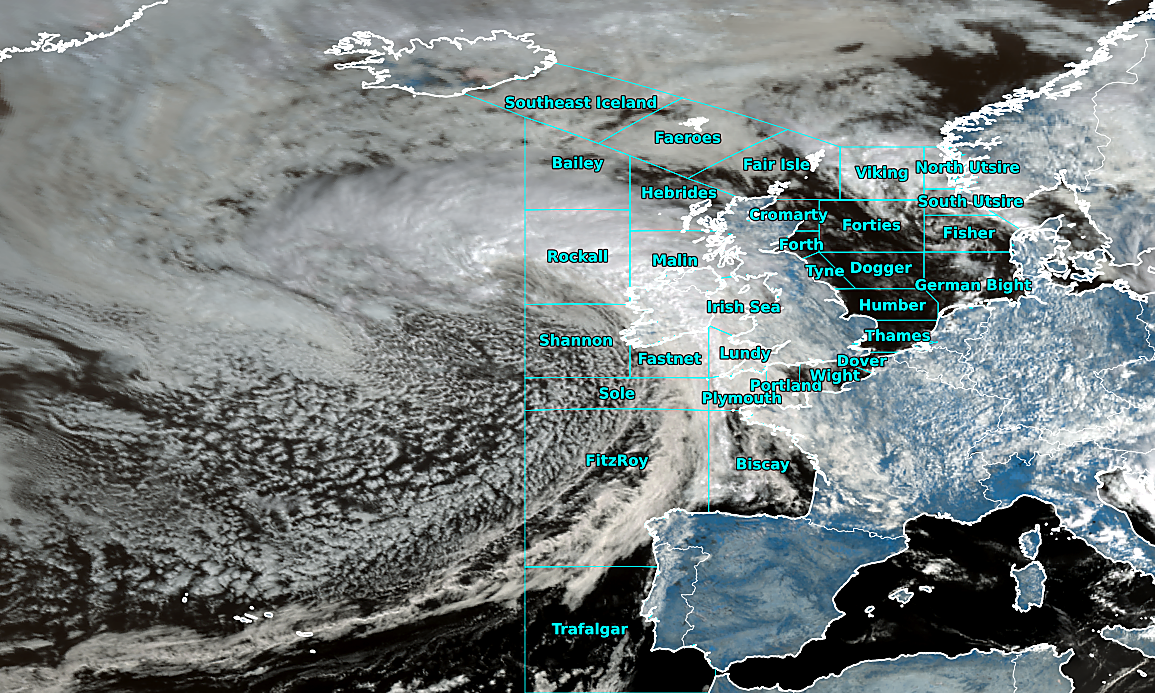 Southeast Iceland
Faeroes
Bailey
Fair Isle
Viking
North Utsire
Hebrides
South Utsire
Cromarty
Forties
Fisher
Forth
Rockall
Malin
Tyne
Dogger
German Bight
Irish Sea
Humber
Thames
Shannon
Fastnet
Lundy
Dover
Wight
Portland
Sole
Plymouth
FitzRoy
Biscay
Trafalgar